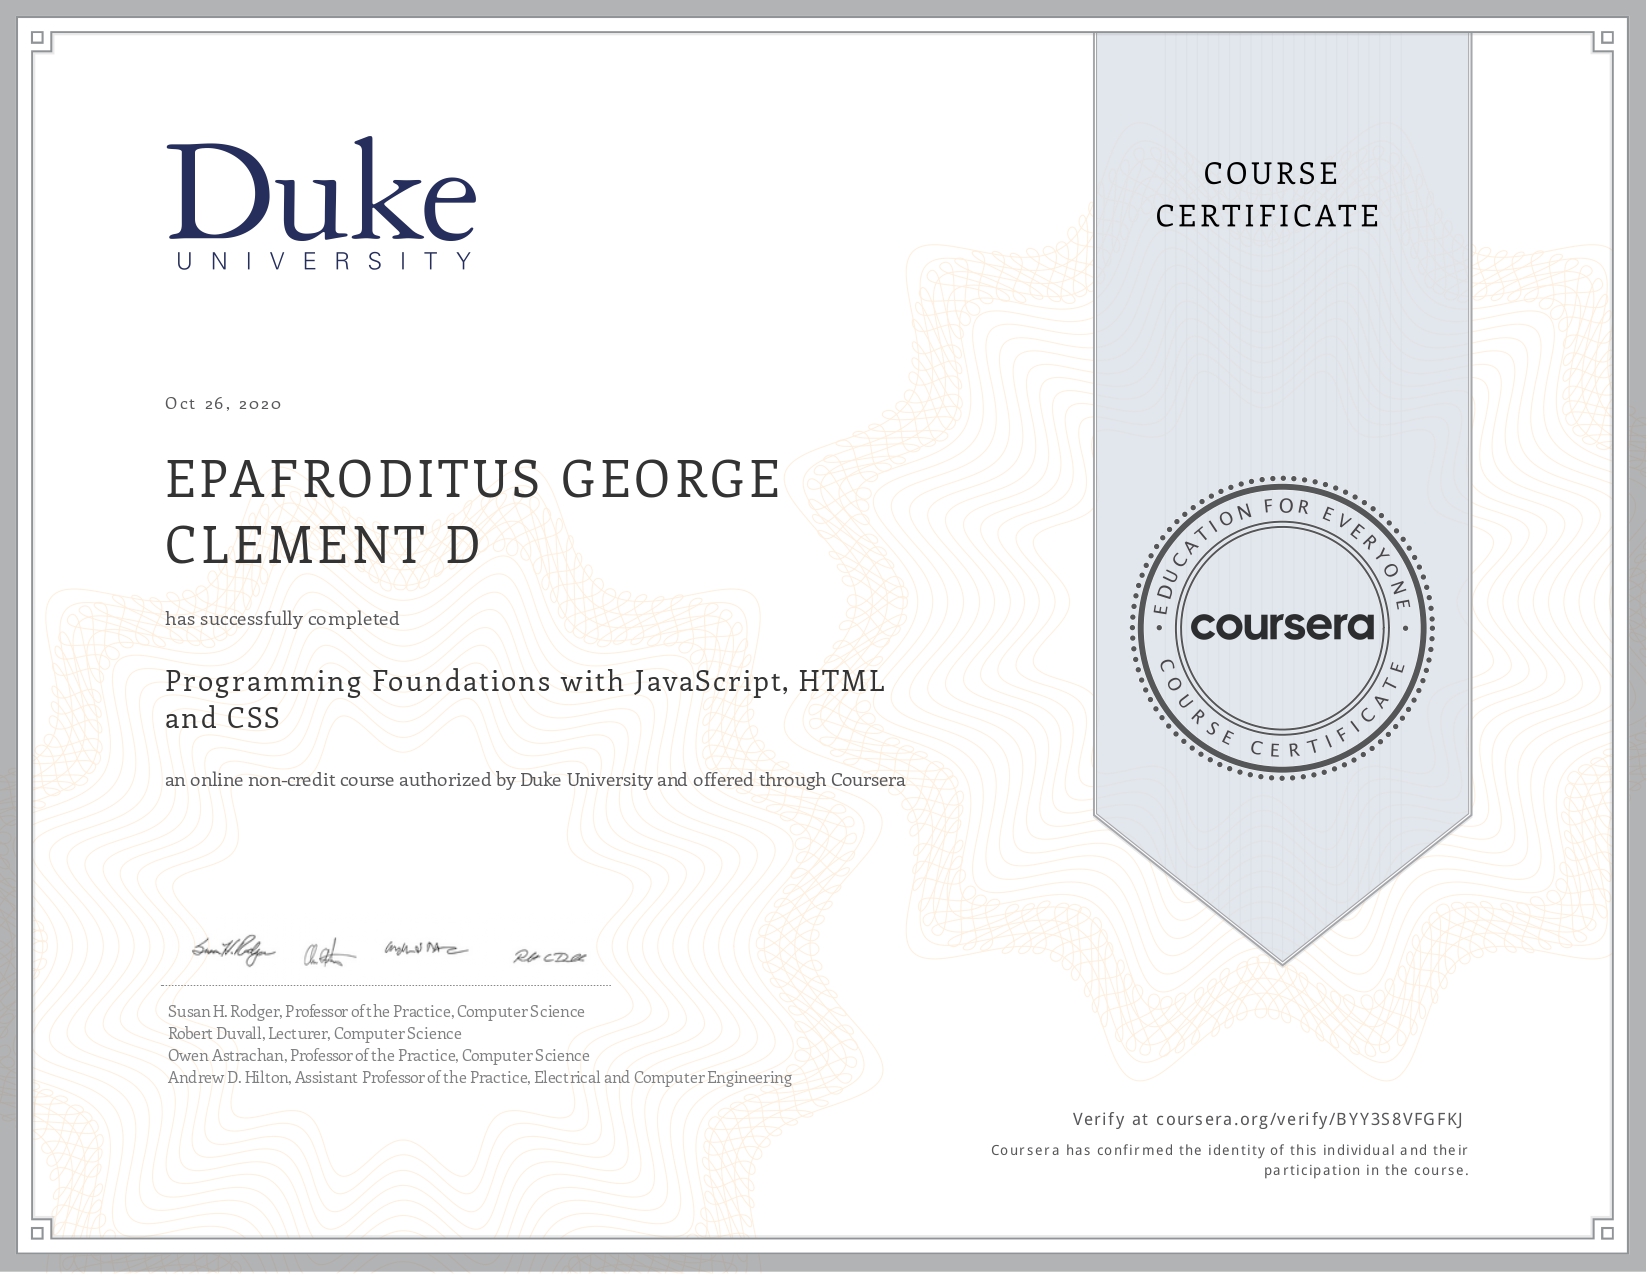 Duke
UNIVERSITY
COURSE
CERTIFICATE
Oct 26, 2020
EPAFRODITUS GEORGE
CLEMENT D
has successfully completed
Programming Foundations with JavaScript, HTML
and CSS
an online non-credit course authorized by Duke University and offered through Coursera
EDUCATION FOR EVERYONE
coursera
COURSE CERTIFICATE
Susan H. Rodger, Professor of the Practice, Computer Science
Robert Duvall, Lecturer, Computer Science
Owen Astrachan, Professor of the Practice, Computer Science
Andrew D. Hilton, Assistant Professor of the Practice, Electrical and Computer Engineering
Verify at coursera.org/verify/BYY3S8VFGFKJ
Coursera has confirmed the identity of this individual and their
participation in the course.